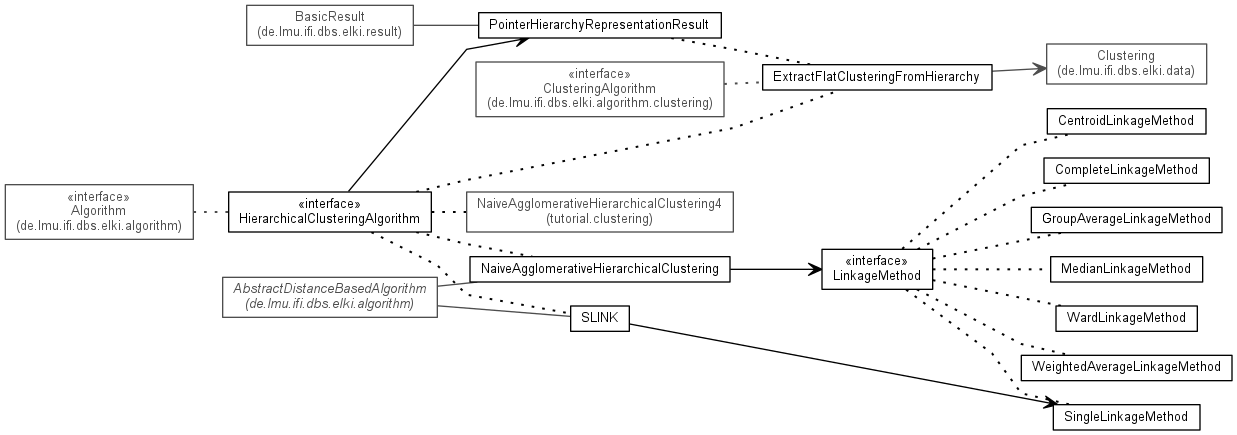 BasicResult
(de.lmu.ifi.dbs.elki.result)
PointerHierarchyRepresentationResult
«interface»
ClusteringAlgorithm
(de.lmu.ifi.dbs.elki.algorithm.clustering)
ExtractFlatClusteringFromHierarchy
Clustering
(de.lmu.ifi.dbs.elki.data)
CentroidLinkageMethod
CompleteLinkageMethod
«interface»
Algorithm
(de.lmu.ifi.dbs.elki.algorithm)
«interface»
HierarchicalClusteringAlgorithm
NaiveAgglomerativeHierarchicalClustering4
(tutorial.clustering)
GroupAverageLinkageMethod
NaiveAgglomerativeHierarchicalClustering
«interface»
LinkageMethod
MedianLinkageMethod
AbstractDistanceBasedAlgorithm
(de.lmu.ifi.dbs.elki.algorithm)
SLINK
WardLinkageMethod
WeightedAverageLinkageMethod
SingleLinkageMethod